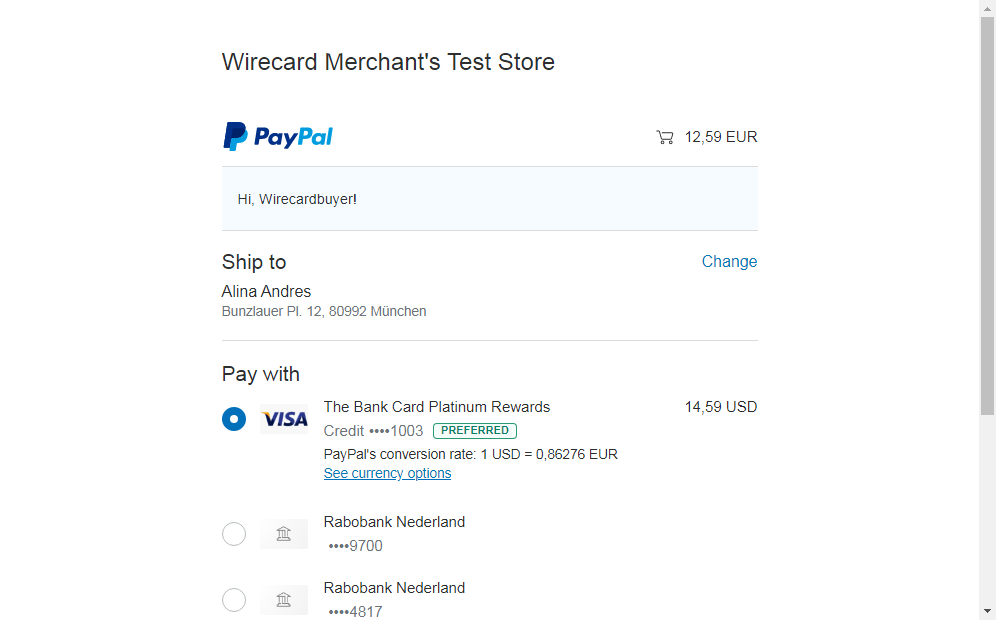 Wirecard Merchant's Test Store
PayPal 12,59 EUR
Hi, Wirecardbuyer!
Ship to Change
Alina Andres
Bunzlauer Pl. 12, 80992 München
Pay with
VISA The Bank Card Platinum Rewards 14,59 USD
Credit ••••1003 PREFERRED
PayPal's conversion rate: 1 USD = 0,86276 EUR
See currency options
Rabobank Nederland
••••9700
Rabobank Nederland
••••4817